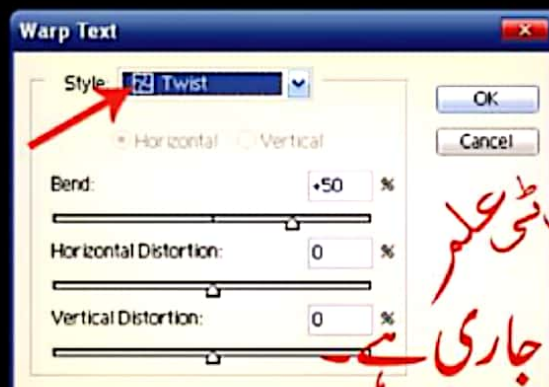 Warp Text
Style: Twist
OK
Horizontal Vertical
Cancel
Bend: +50 %
علم
Horizontal Distortion: 0 %
Vertical Distortion: 0 %
جاری ہے